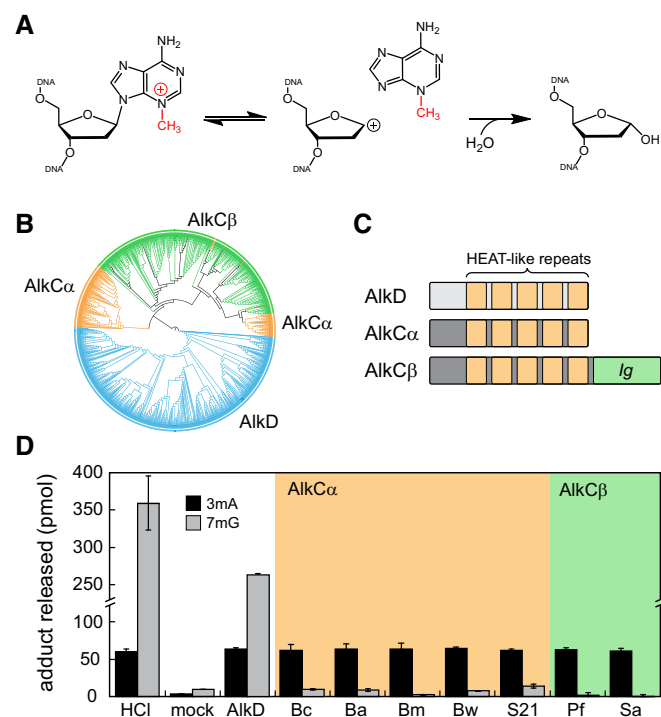 A
NH₂
N
N
N
N
⊕
CH₃
DNA
O
O
O
DNA
DNA
O
O
O
DNA
⊕
NH₂
N
N
N
N
CH₃
H₂O
DNA
O
O
O
DNA
OH
B
AlkCβ
AlkCα
AlkCα
AlkD
C
HEAT-like repeats
AlkD
AlkCα
AlkCβ
Ig
D
adduct released (pmol)
400
350
300
250
100
50
0
3mA
7mG
AlkCα
AlkCβ
HCl mock AlkD Bc Ba Bm Bw S21 Pf Sa